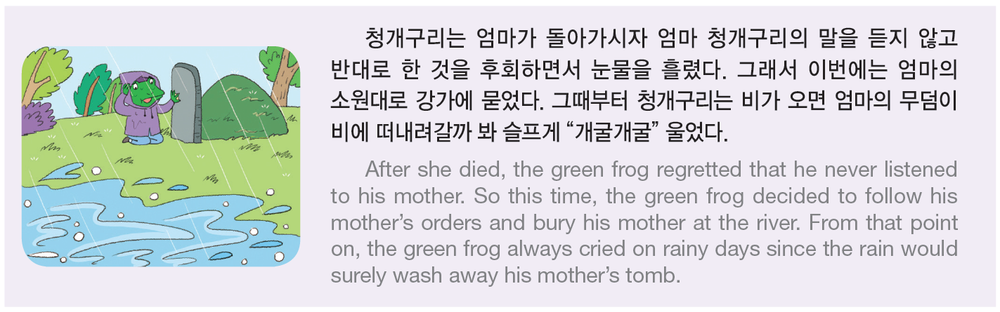 청개구리는 엄마가 돌아가시자 엄마 청개구리의 말을 듣지 않고
반대로 한 것을 후회하면서 눈물을 흘렸다. 그래서 이번에는 엄마의
소원대로 강가에 묻었다. 그때부터 청개구리는 비가 오면 엄마의 무덤이
비에 떠내려갈까 봐 슬프게 “개굴개굴” 울었다.
After she died, the green frog regretted that he never listened
to his mother. So this time, the green frog decided to follow his
mother’s orders and bury his mother at the river. From that point
on, the green frog always cried on rainy days since the rain would
surely wash away his mother’s tomb.